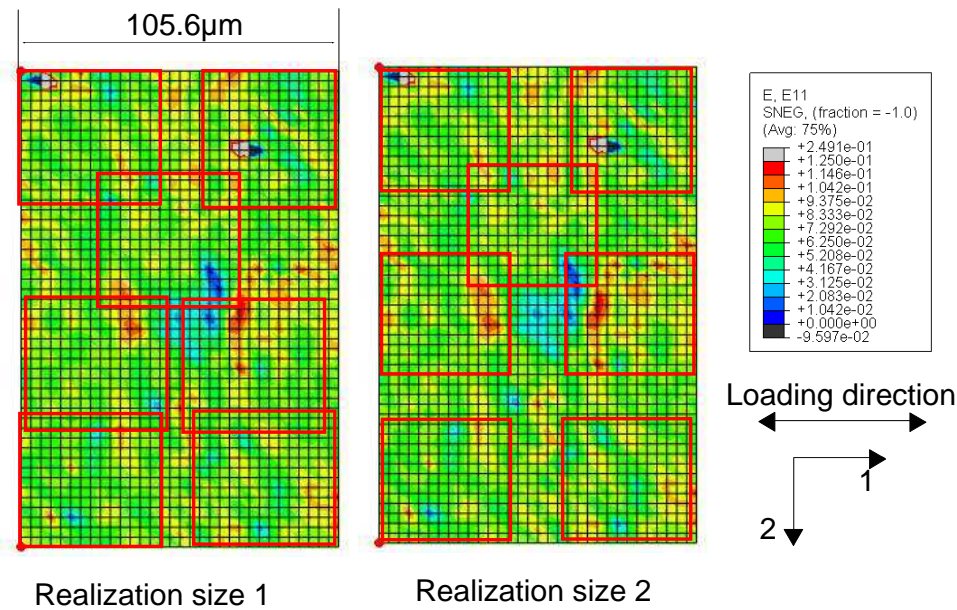 105.6µm
E, E11
SNEG, (fraction = -1.0)
(Avg: 75%)
+2.491e-01
+1.250e-01
+1.146e-01
+1.042e-01
+9.375e-02
+8.333e-02
+7.292e-02
+6.250e-02
+5.208e-02
+4.167e-02
+3.125e-02
+2.083e-02
+1.042e-02
+0.000e+00
-9.597e-02
Loading direction
1
2
Realization size 1
Realization size 2